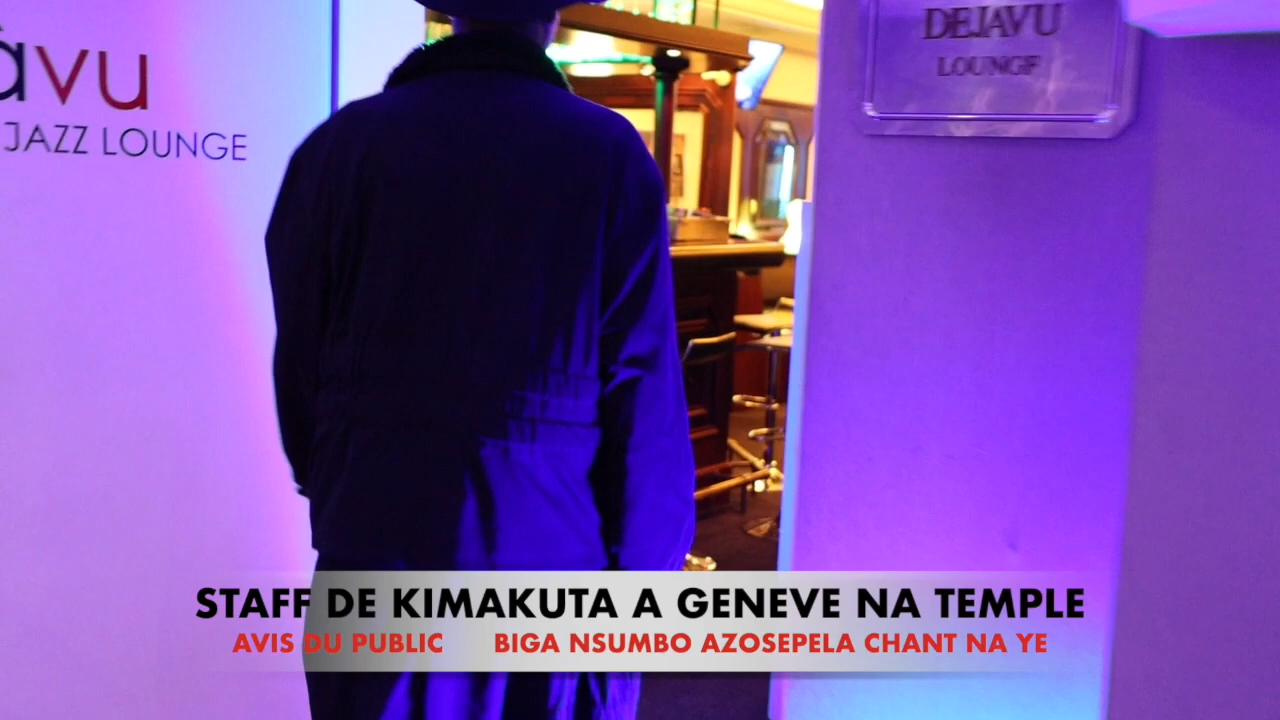 âvu
JAZZ LOUNGE
DEJAVU
LOUNGE
STAFF DE KIMAKUTA A GENEVE NA TEMPLE
AVIS DU PUBLIC BIGA NSUMBO AZOSEPELA CHANT NA YE